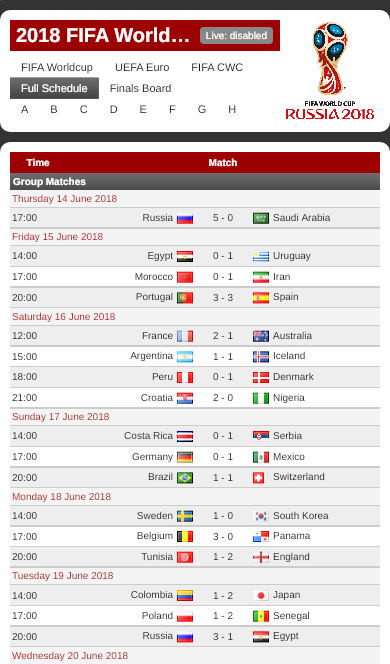 2018 FIFA World... Live: disabled
FIFA Worldcup UEFA Euro FIFA CWC
Full Schedule Finals Board
A B C D E F G H
FIFA WORLD CUP
RUSSIA 2018
Time Match
Group Matches
Thursday 14 June 2018
17:00 Russia 5 - 0 Saudi Arabia
Friday 15 June 2018
14:00 Egypt 0 - 1 Uruguay
17:00 Morocco 0 - 1 Iran
20:00 Portugal 3 - 3 Spain
Saturday 16 June 2018
12:00 France 2 - 1 Australia
15:00 Argentina 1 - 1 Iceland
18:00 Peru 0 - 1 Denmark
21:00 Croatia 2 - 0 Nigeria
Sunday 17 June 2018
14:00 Costa Rica 0 - 1 Serbia
17:00 Germany 0 - 1 Mexico
20:00 Brazil 1 - 1 Switzerland
Monday 18 June 2018
14:00 Sweden 1 - 0 South Korea
17:00 Belgium 3 - 0 Panama
20:00 Tunisia 1 - 2 England
Tuesday 19 June 2018
14:00 Colombia 1 - 2 Japan
17:00 Poland 1 - 2 Senegal
20:00 Russia 3 - 1 Egypt
Wednesday 20 June 2018